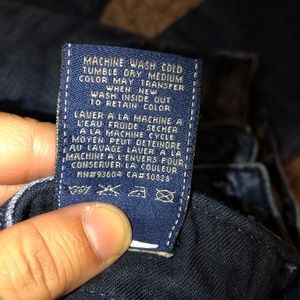 MACHINE WASH COLD
TUMBLE DRY MEDIUM
COLOR MAY TRANSFER
WHEN NEW
WASH INSIDE OUT
TO RETAIN COLOR
LAVER A LA MACHINE A
L'EAU FROIDE SECHER
A LA MACHINE CYCLE
MOYEN PEUT DETEINDRE
AU LAVAGE LAVER A LA
MACHINE A L'ENVERS POUR
CONSERVER LA COULEUR
RN#93604 CA#50828